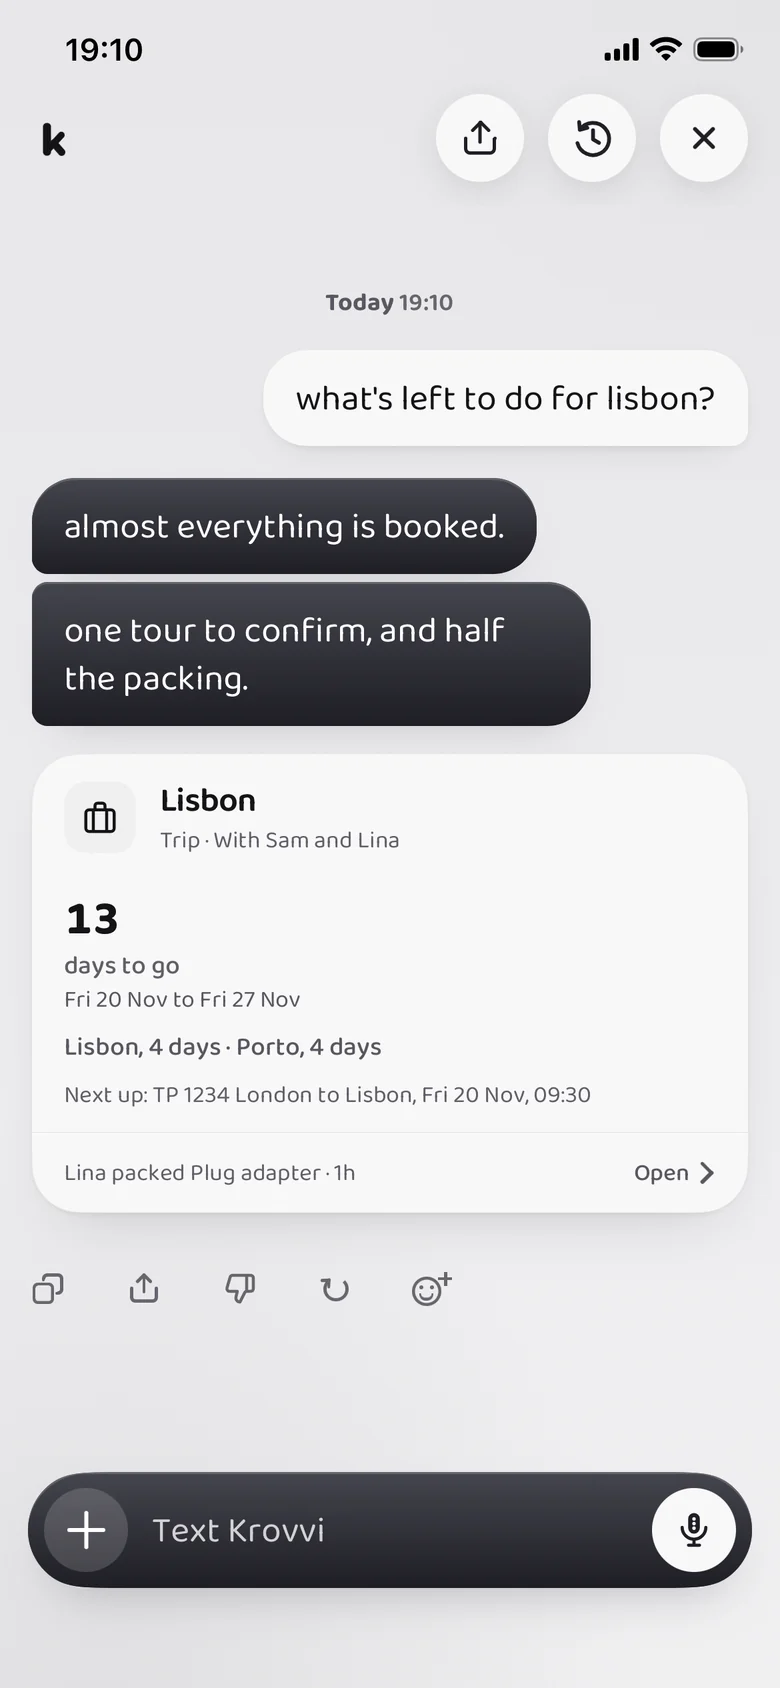 19:10
k
Today 19:10
what's left to do for lisbon?
almost everything is booked.
one tour to confirm, and half
the packing.
Lisbon
Trip · With Sam and Lina
13
days to go
Fri 20 Nov to Fri 27 Nov
Lisbon, 4 days · Porto, 4 days
Next up: TP 1234 London to Lisbon, Fri 20 Nov, 09:30
Lina packed Plug adapter · 1h
Open
Text Krovvi